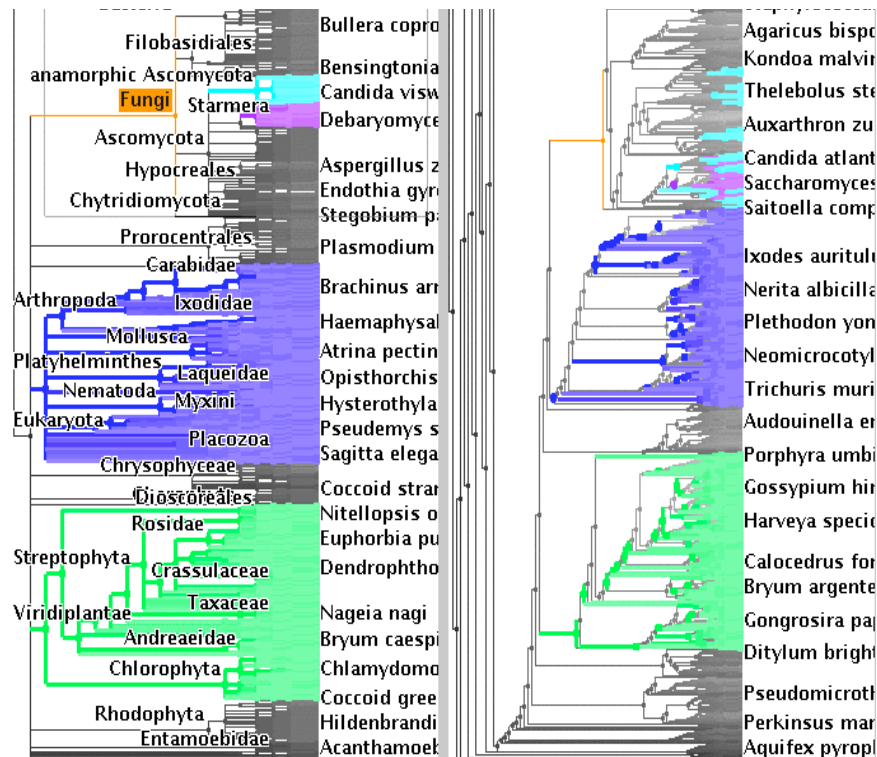 Bullera copro
Filobasidiales
Bensingtonia
anamorphic Ascomycota
Candida visw
Fungi
Starmera
Debaryomyce
Ascomycota
Aspergillus z
Hypocreales
Endothia gyr
Chytridiomycota
Stegobium p
Prorocentrales
Plasmodium
Carabidae
Brachinus arr
Arthropoda
Ixodidae
Haemaphysal
Mollusca
Atrina pectin
Platyhelminthes
Laqueidae
Opisthorchis
Nematoda
Myxini
Hysterothyla
Eukaryota
Pseudemys s
Placozoa
Sagitta elega
Chrysophyceae
Coccoid stran
Dioscoreales
Nitellopsis o
Rosidae
Euphorbia pu
Streptophyta
Crassulaceae
Dendrophtho
Taxaceae
Viridiplantae
Nageia nagi
Andreaeidae
Bryum caespi
Chlorophyta
Chlamydomo
Coccoid gree
Rhodophyta
Hildenbrandi
Entamoebidae
Acanthamoeb
Agaricus bispo
Kondoa malvin
Thelebolus ste
Auxarthron zu
Candida atlant
Saccharomyces
Saitoella comp
Ixodes auritulu
Nerita albicilla
Plethodon yon
Neomicrocotyl
Trichuris muri
Audouinella er
Porphyra umbi
Gossypium hir
Harveya specie
Calocedrus for
Bryum argente
Gongrosira pap
Ditylum bright
Pseudomicroth
Perkinsus mar
Aquifex pyrop